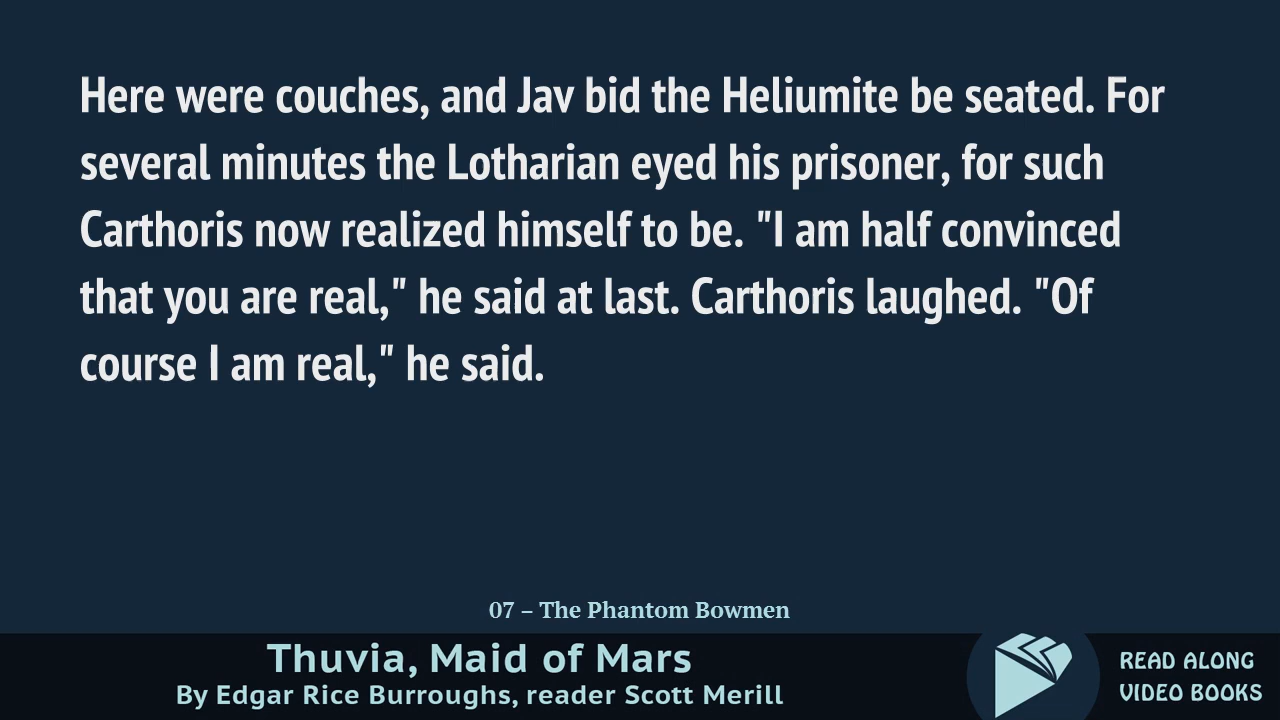 Here were couches, and Jav bid the Heliumite be seated. For
several minutes the Lotharian eyed his prisoner, for such
Carthoris now realized himself to be. "I am half convinced
that you are real," he said at last. Carthoris laughed. "Of
course I am real," he said.
07 – The Phantom Bowmen
Thuvia, Maid of Mars
By Edgar Rice Burroughs, reader Scott Merill
READ ALONG
VIDEO BOOKS